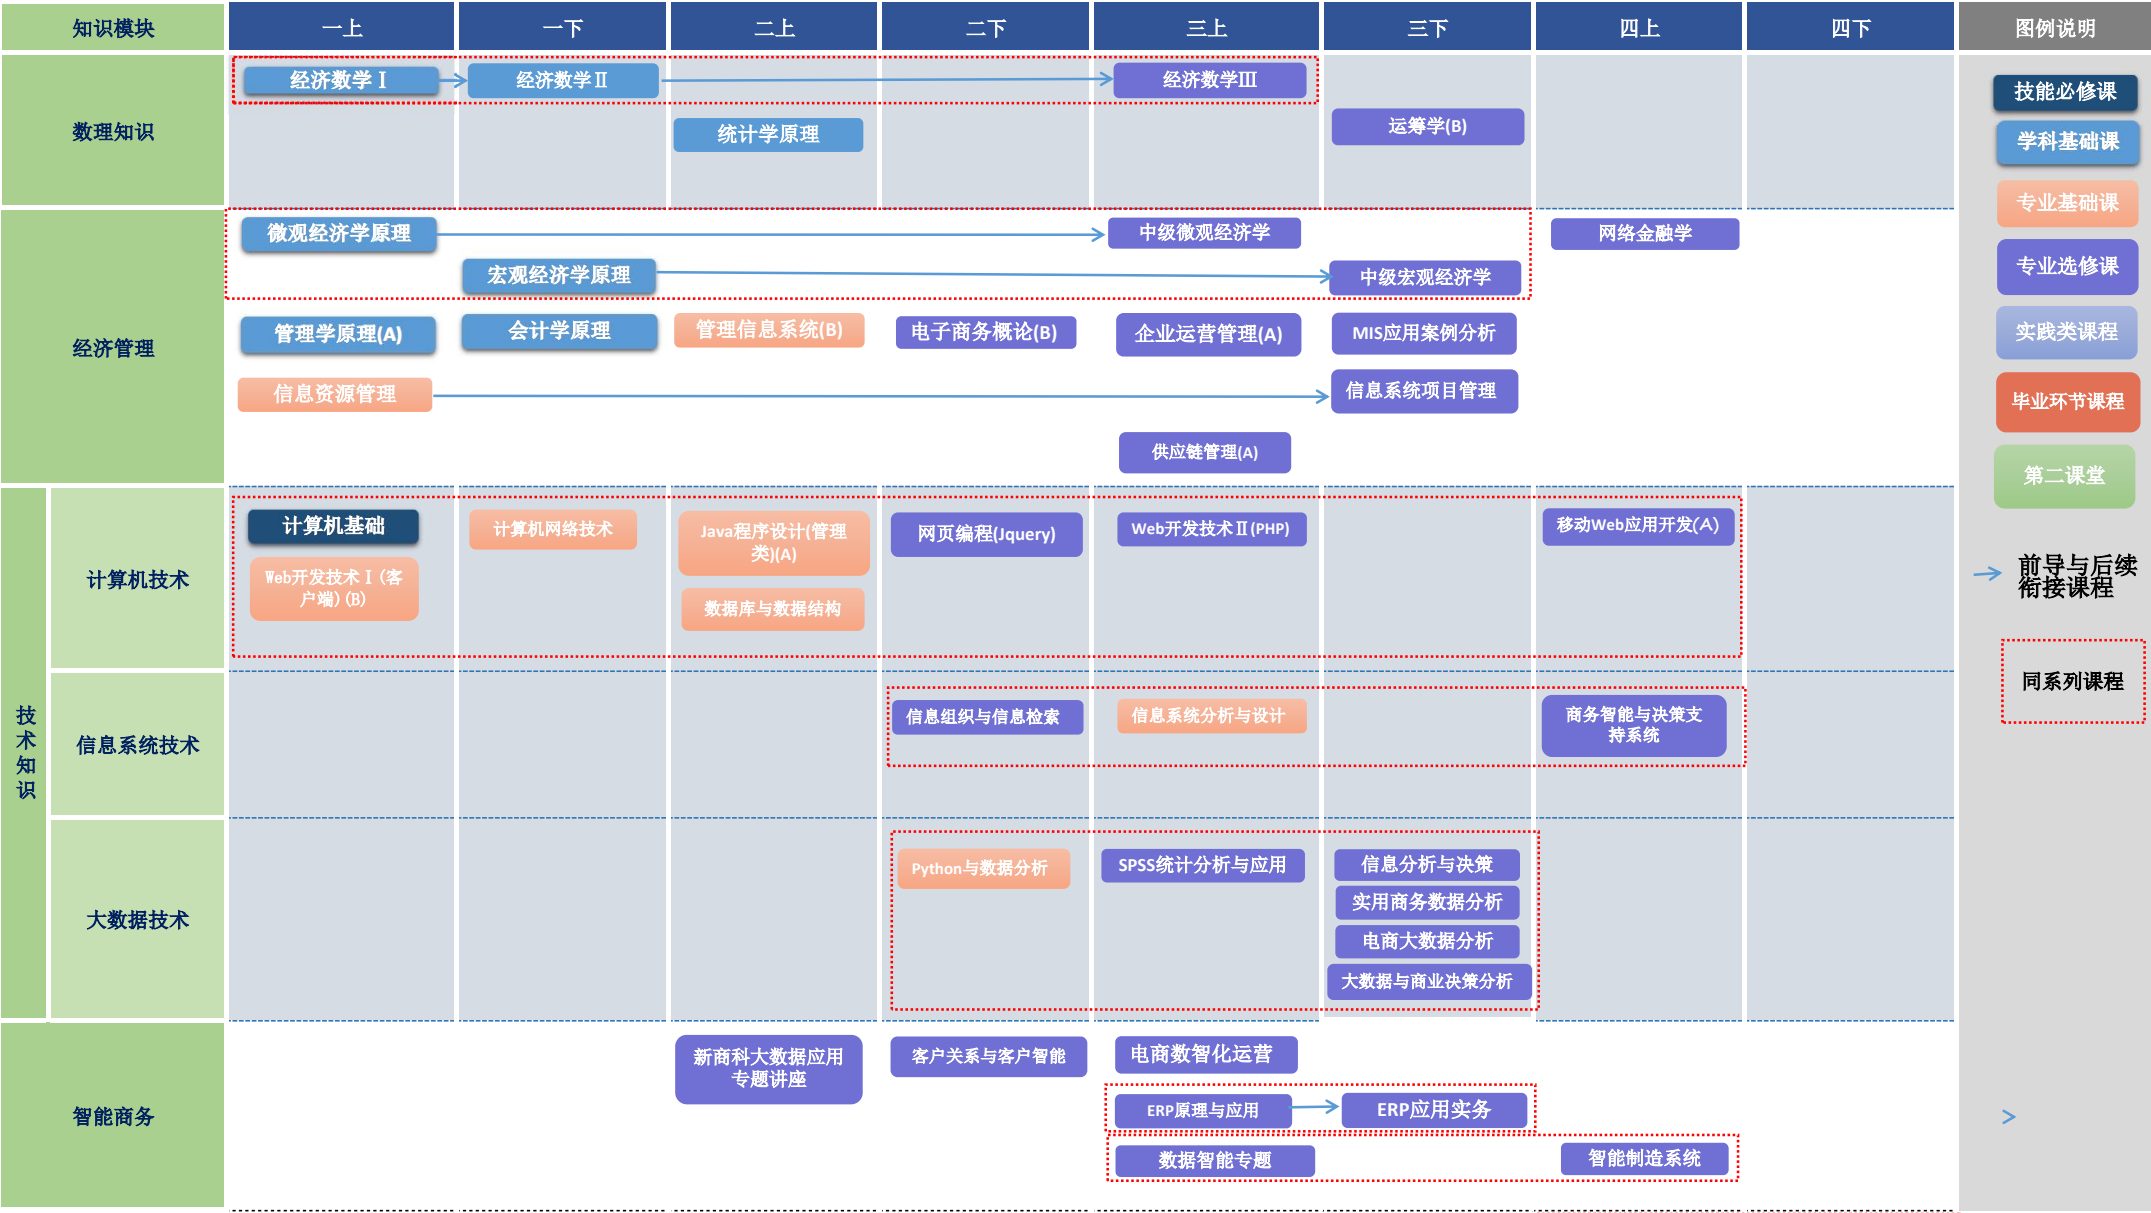 知识模块
一上
一下
二上
二下
三上
三下
四上
四下
图例说明
数理知识
经济数学Ⅰ
经济数学Ⅱ
经济数学Ⅲ
统计学原理
运筹学(B)
经济管理
微观经济学原理
中级微观经济学
网络金融学
宏观经济学原理
中级宏观经济学
管理学原理(A)
会计学原理
管理信息系统(B)
电子商务概论(B)
企业运营管理(A)
MIS应用案例分析
信息资源管理
信息系统项目管理
供应链管理(A)
技
术
知
识
计算机技术
计算机基础
计算机网络技术
Java程序设计(管理
类)(A)
网页编程(Jquery)
Web开发技术Ⅱ(PHP)
移动Web应用开发(A)
Web开发技术Ⅰ(客
户端)(B)
数据库与数据结构
信息系统技术
信息组织与信息检索
信息系统分析与设计
商务智能与决策支
持系统
大数据技术
Python与数据分析
SPSS统计分析与应用
信息分析与决策
实用商务数据分析
电商大数据分析
大数据与商业决策分析
智能商务
新商科大数据应用
专题讲座
客户关系与客户智能
电商数智化运营
ERP原理与应用
ERP应用实务
数据智能专题
智能制造系统
技能必修课
学科基础课
专业基础课
专业选修课
实践类课程
毕业环节课程
第二课堂
前导与后续
衔接课程
同系列课程